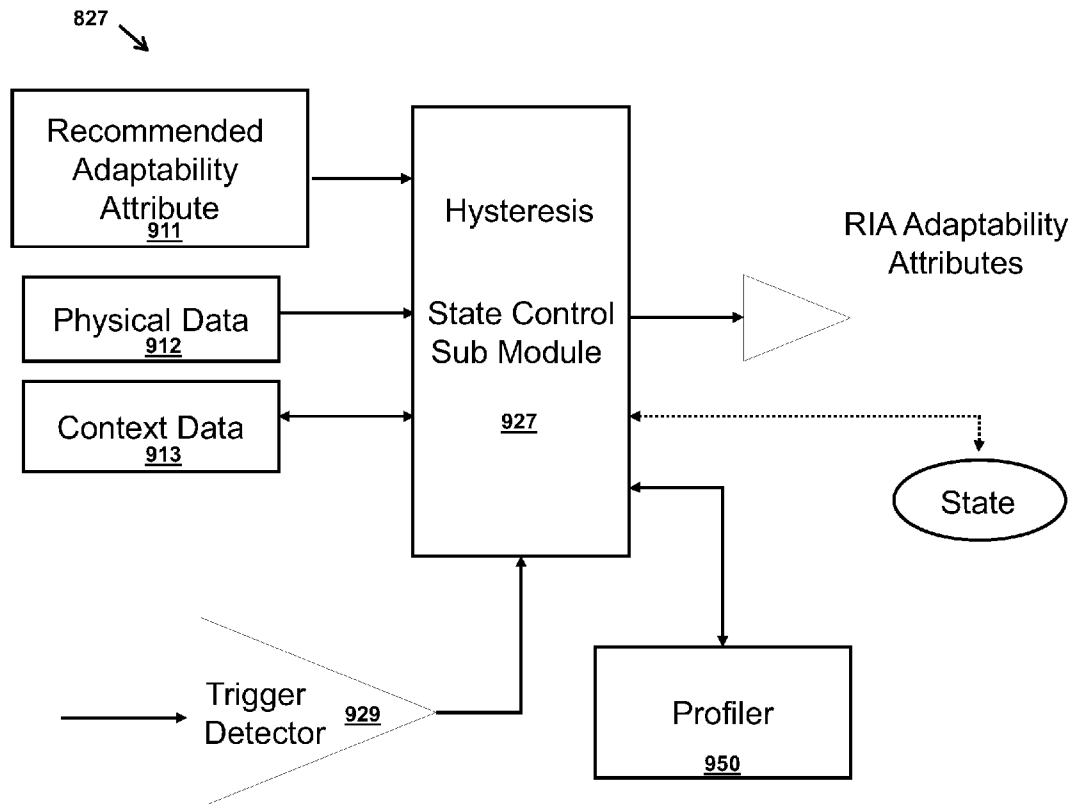 827
Recommended
Adaptability
Attribute
911
Physical Data
912
Context Data
913
Hysteresis
State Control
Sub Module
927
RIA Adaptability
Attributes
State
Trigger
Detector
929
Profiler
950